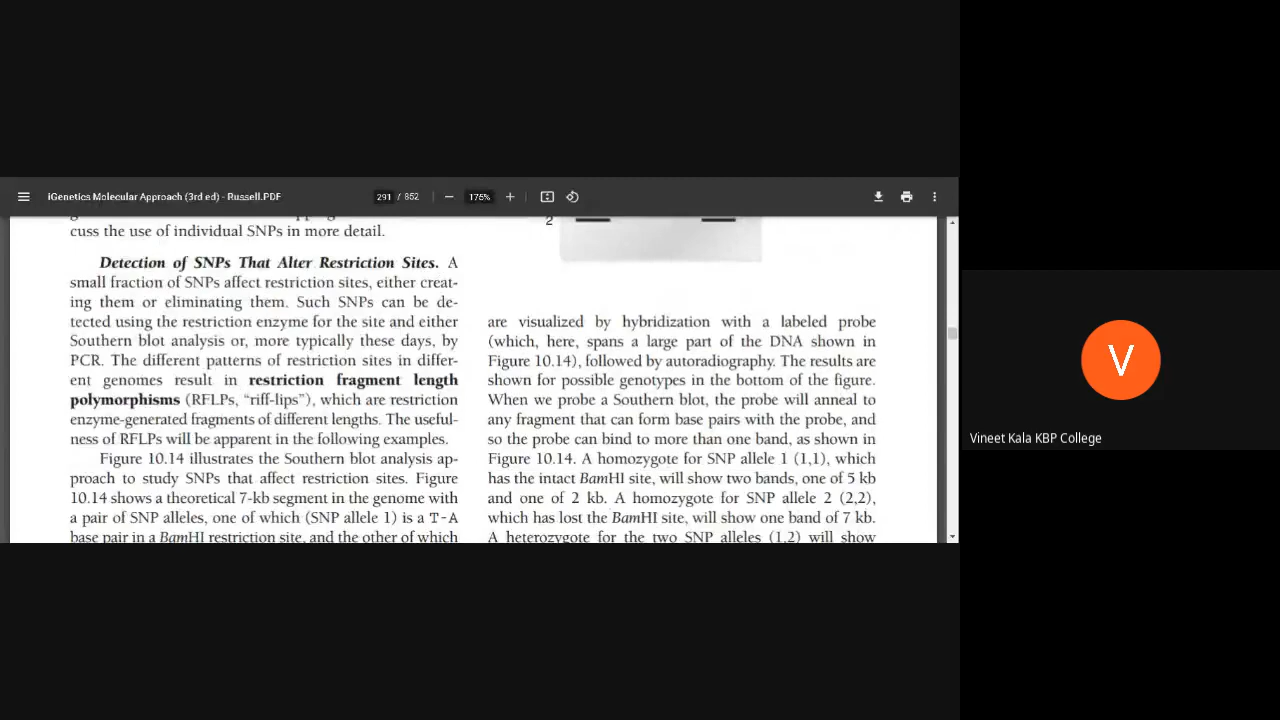 iGenetics Molecular Approach (3rd ed) - Russell.PDF
291 / 852
175%
2
cuss the use of individual SNPs in more detail.
Detection of SNPs That Alter Restriction Sites. A
small fraction of SNPs affect restriction sites, either creat-
ing them or eliminating them. Such SNPs can be de-
tected using the restriction enzyme for the site and either
Southern blot analysis or, more typically these days, by
PCR. The different patterns of restriction sites in differ-
ent genomes result in restriction fragment length
polymorphisms (RFLPs, “riff-lips”), which are restriction
enzyme-generated fragments of different lengths. The useful-
ness of RFLPs will be apparent in the following examples.
Figure 10.14 illustrates the Southern blot analysis ap-
proach to study SNPs that affect restriction sites. Figure
10.14 shows a theoretical 7-kb segment in the genome with
a pair of SNP alleles, one of which (SNP allele 1) is a T-A
base pair in a BamHI restriction site, and the other of which
are visualized by hybridization with a labeled probe
(which, here, spans a large part of the DNA shown in
Figure 10.14), followed by autoradiography. The results are
shown for possible genotypes in the bottom of the figure.
When we probe a Southern blot, the probe will anneal to
any fragment that can form base pairs with the probe, and
so the probe can bind to more than one band, as shown in
Figure 10.14. A homozygote for SNP allele 1 (1,1), which
has the intact BamHI site, will show two bands, one of 5 kb
and one of 2 kb. A homozygote for SNP allele 2 (2,2),
which has lost the BamHI site, will show one band of 7 kb.
A heterozygote for the two SNP alleles (1,2) will show
V
Vineet Kala KBP College